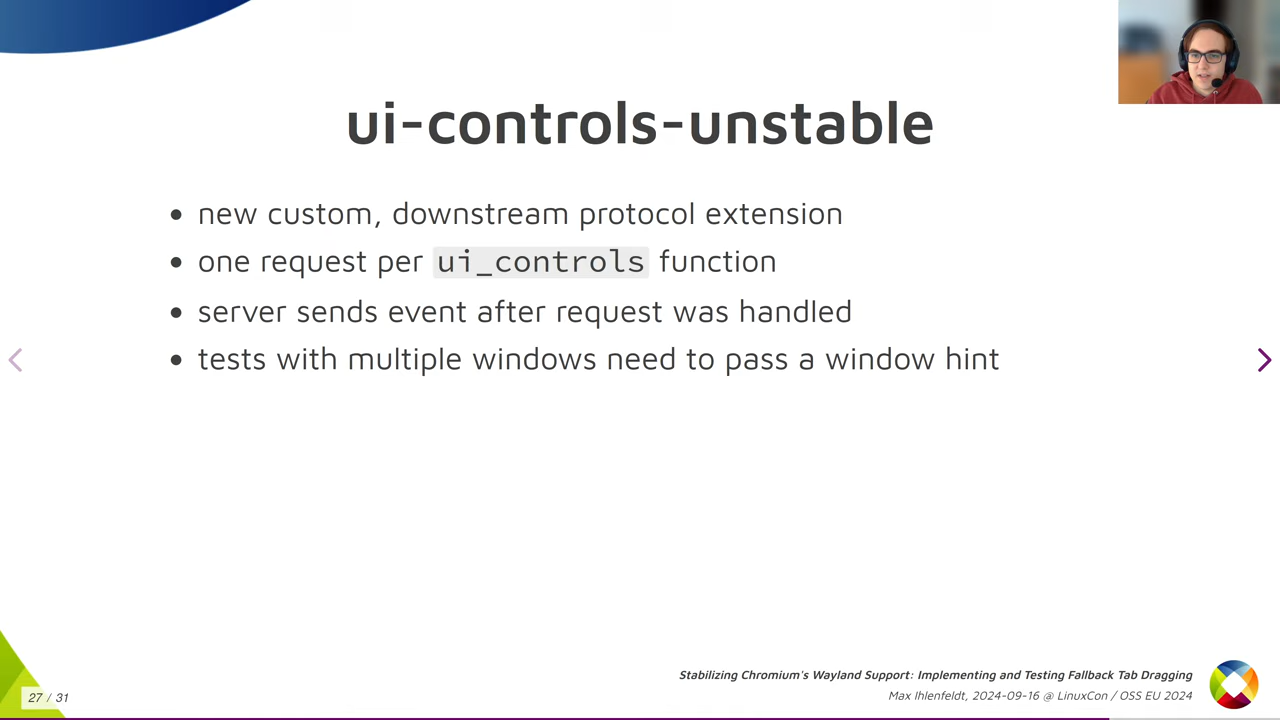 ui-controls-unstable
new custom, downstream protocol extension
one request per ui_controls function
server sends event after request was handled
tests with multiple windows need to pass a window hint
Stabilizing Chromium's Wayland Support: Implementing and Testing Fallback Tab Dragging
Max Ihlenfeldt, 2024-09-16 @ LinuxCon / OSS EU 2024
27 / 31